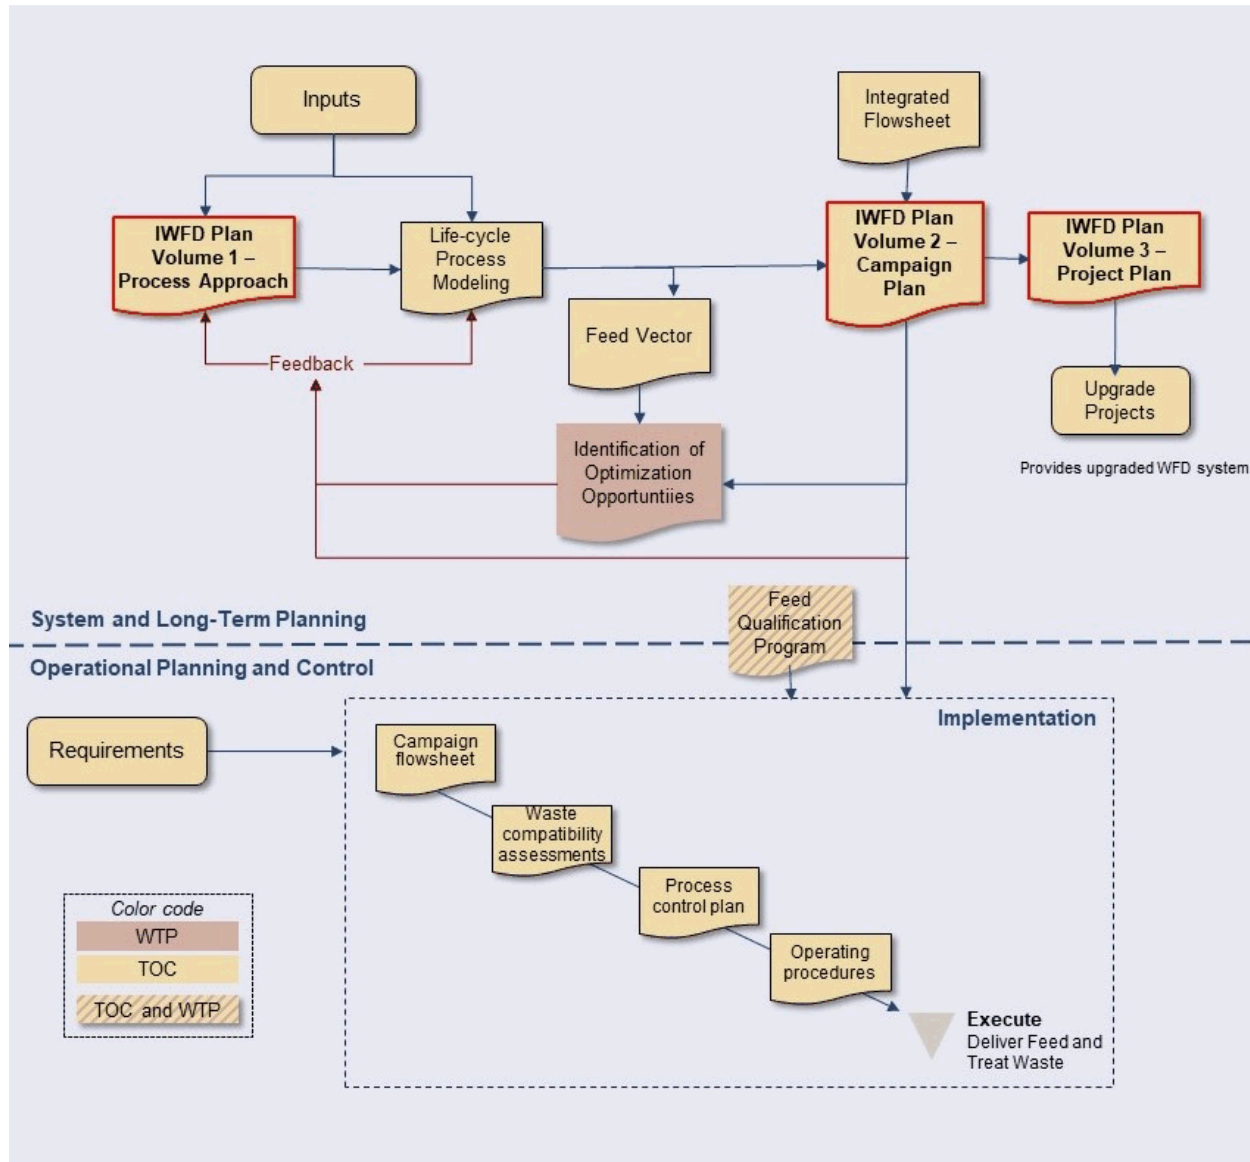 Inputs
Integrated
Flowsheet
IWFD Plan
Volume 1 –
Process Approach
Life-cycle
Process
Modeling
IWFD Plan
Volume 2 –
Campaign
Plan
IWFD Plan
Volume 3 –
Project Plan
Feed Vector
Feedback
Upgrade
Projects
Provides upgraded WFD system
Identification of
Optimization
Opportuntiies
Feed
Qualification
Program
System and Long-Term Planning
Operational Planning and Control
Requirements
Implementation
Campaign
flowsheet
Waste
compatibility
assessments
Process
control plan
Operating
procedures
Execute
Deliver Feed and
Treat Waste
Color code
WTP
TOC
TOC and WTP